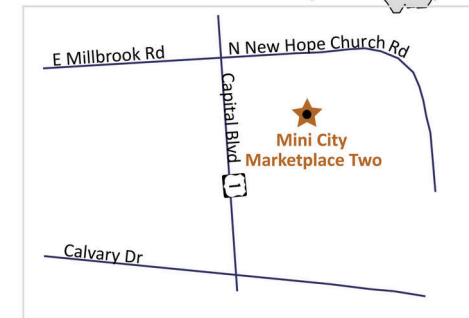 E Millbrook Rd
N New Hope Church Rd
Capital Blvd
Mini City
Marketplace Two
1
Calvary Dr